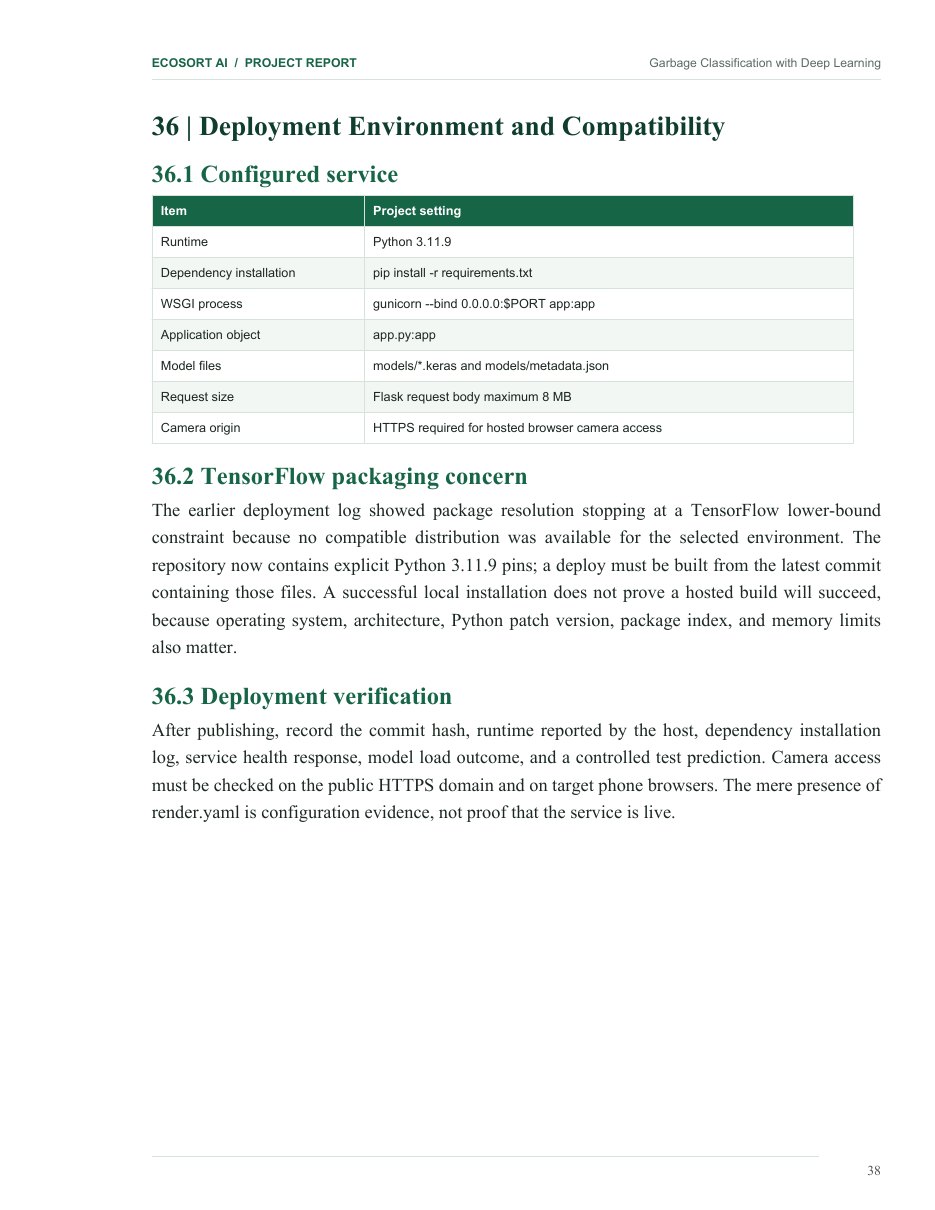 ECOSORT AI / PROJECT REPORT
Garbage Classification with Deep Learning
36 | Deployment Environment and Compatibility
36.1 Configured service
Item Project setting
Runtime Python 3.11.9
Dependency installation pip install -r requirements.txt
WSGI process gunicorn --bind 0.0.0.0:$PORT app:app
Application object app.py:app
Model files models/*.keras and models/metadata.json
Request size Flask request body maximum 8 MB
Camera origin HTTPS required for hosted browser camera access
36.2 TensorFlow packaging concern
The earlier deployment log showed package resolution stopping at a TensorFlow lower-bound
constraint because no compatible distribution was available for the selected environment. The
repository now contains explicit Python 3.11.9 pins; a deploy must be built from the latest commit
containing those files. A successful local installation does not prove a hosted build will succeed,
because operating system, architecture, Python patch version, package index, and memory limits
also matter.
36.3 Deployment verification
After publishing, record the commit hash, runtime reported by the host, dependency installation
log, service health response, model load outcome, and a controlled test prediction. Camera access
must be checked on the public HTTPS domain and on target phone browsers. The mere presence of
render.yaml is configuration evidence, not proof that the service is live.
38